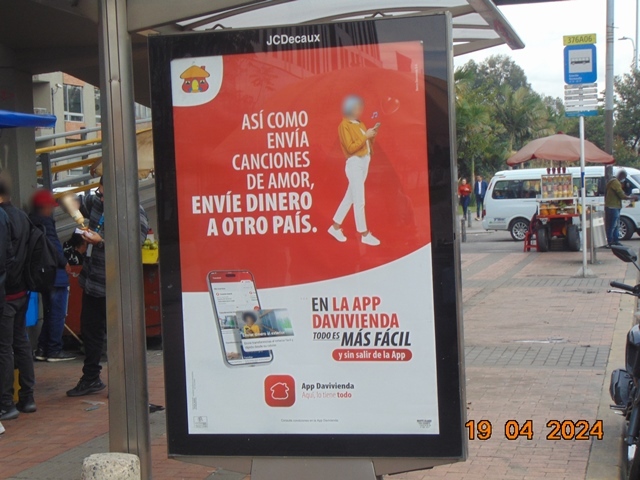 JCDecaux
ASÍ COMO
ENVÍA
CANCIONES
DE AMOR,
ENVÍE DINERO
A OTRO PAÍS.
EN LA APP
DAVIVIENDA
TODO ES MÁS FÁCIL
y sin salir de la App
App Davivienda
Aquí, lo tiene todo
376A06
19 04 2024